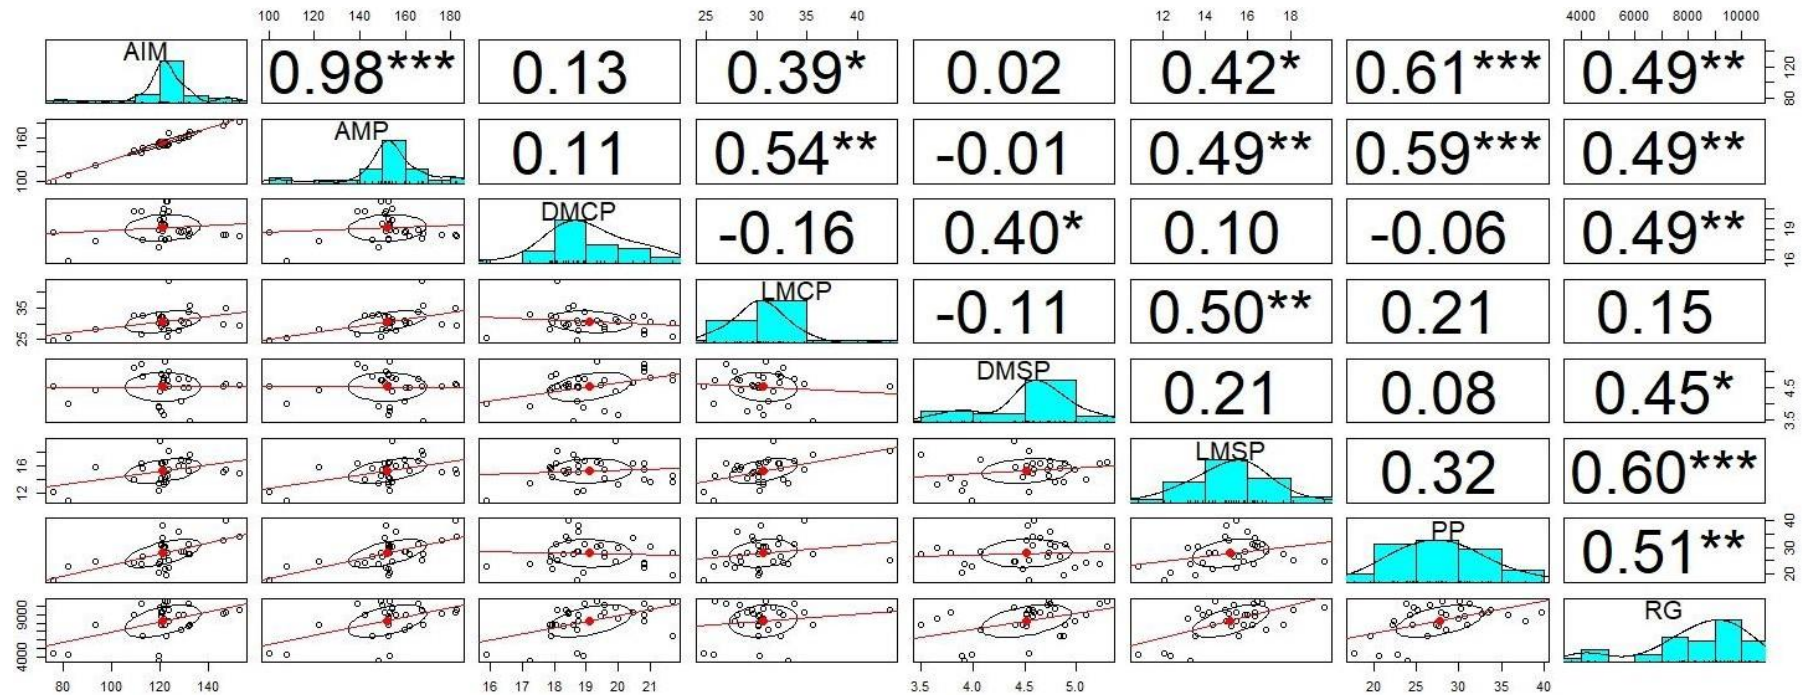 100 120 140 160 180 25 30 35 40 12 14 16 18 4000 6000 8000 10000
AIM 0.98*** 0.13 0.39* 0.02 0.42* 0.61*** 0.49** 80 120
100 160 AMP 0.11 0.54** -0.01 0.49** 0.59*** 0.49**
DMCP -0.16 0.40* 0.10 -0.06 0.49** 16 19
25 35 LMCP -0.11 0.50** 0.21 0.15
DMSP 0.21 0.08 0.45* 3.5 4.5
12 16 LMSP 0.32 0.60***
PP 0.51** 20 30 40
4000 9000 RG
80 100 120 140 16 17 18 19 20 21 3.5 4.0 4.5 5.0 20 25 30 35 40